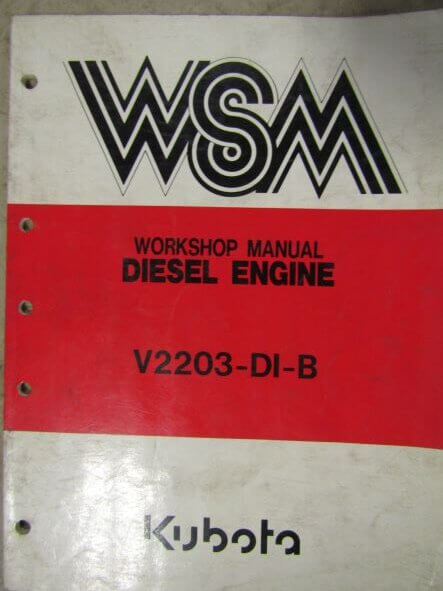 WSM
WORKSHOP MANUAL
DIESEL ENGINE
V2203-DI-B
Kubota